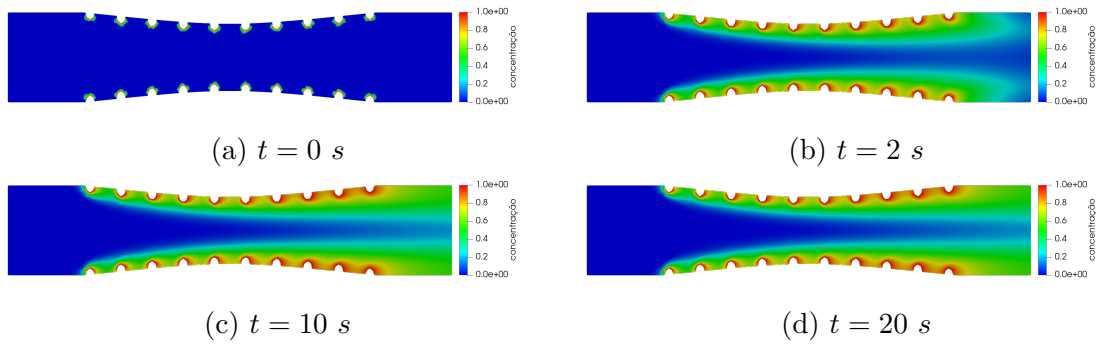 1.0e+00
0.8
0.6
0.4
0.2
0.0e+00
concentração
(a) t = 0 s
1.0e+00
0.8
0.6
0.4
0.2
0.0e+00
concentração
(b) t = 2 s
1.0e+00
0.8
0.6
0.4
0.2
0.0e+00
concentração
(c) t = 10 s
1.0e+00
0.8
0.6
0.4
0.2
0.0e+00
concentração
(d) t = 20 s